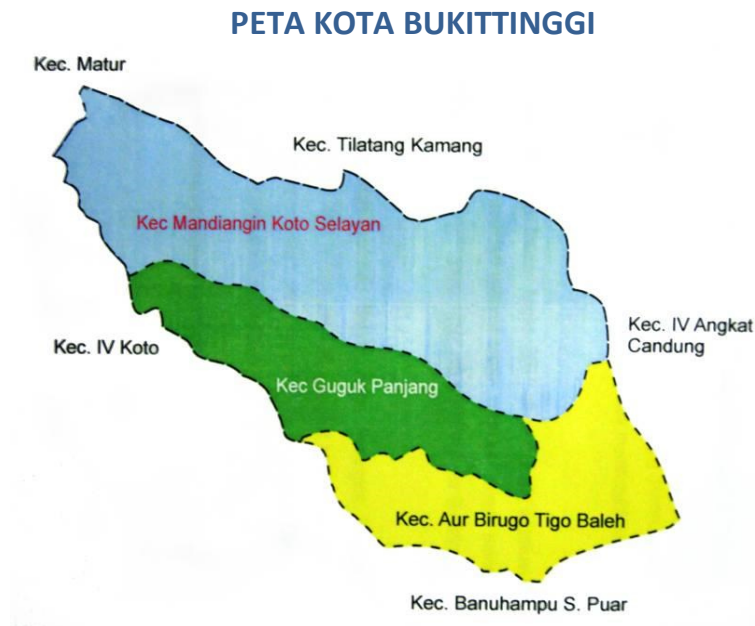 PETA KOTA BUKITTINGGI
Kec. Matur
Kec. Tilatang Kamang
Kec Mandiangin Koto Selayan
Kec. IV Angkat
Candung
Kec. IV Koto
Kec Guguk Panjang
Kec. Aur Birugo Tigo Baleh
Kec. Banuhampu S. Puar